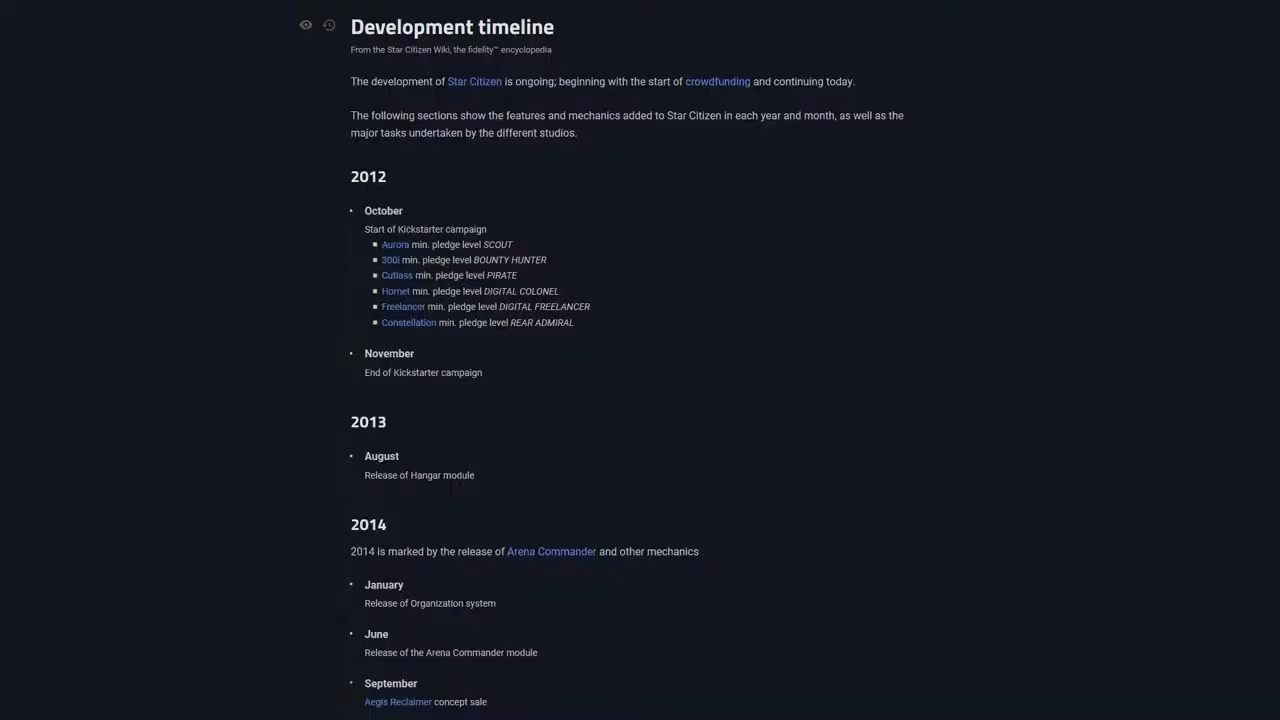 Development timeline
From the Star Citizen Wiki, the fidelity™ encyclopedia
The development of Star Citizen is ongoing; beginning with the start of crowdfunding and continuing today.
The following sections show the features and mechanics added to Star Citizen in each year and month, as well as the
major tasks undertaken by the different studios.
2012
October
Start of Kickstarter campaign
Aurora min. pledge level SCOUT
300i min. pledge level BOUNTY HUNTER
Cutlass min. pledge level PIRATE
Hornet min. pledge level DIGITAL COLONEL
Freelancer min. pledge level DIGITAL FREELANCER
Constellation min. pledge level REAR ADMIRAL
November
End of Kickstarter campaign
2013
August
Release of Hangar module
2014
2014 is marked by the release of Arena Commander and other mechanics
January
Release of Organization system
June
Release of the Arena Commander module
September
Aegis Reclaimer concept sale